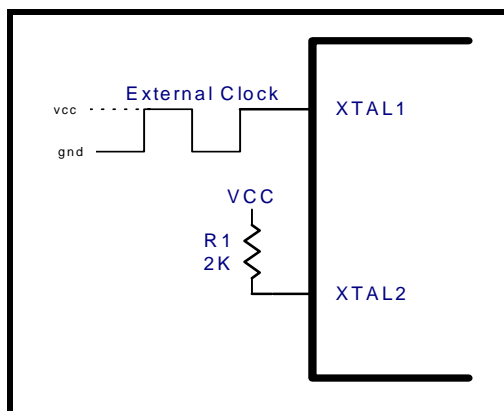 External Clock
vcc
XTAL1
gnd
VCC
R1
2K
XTAL2